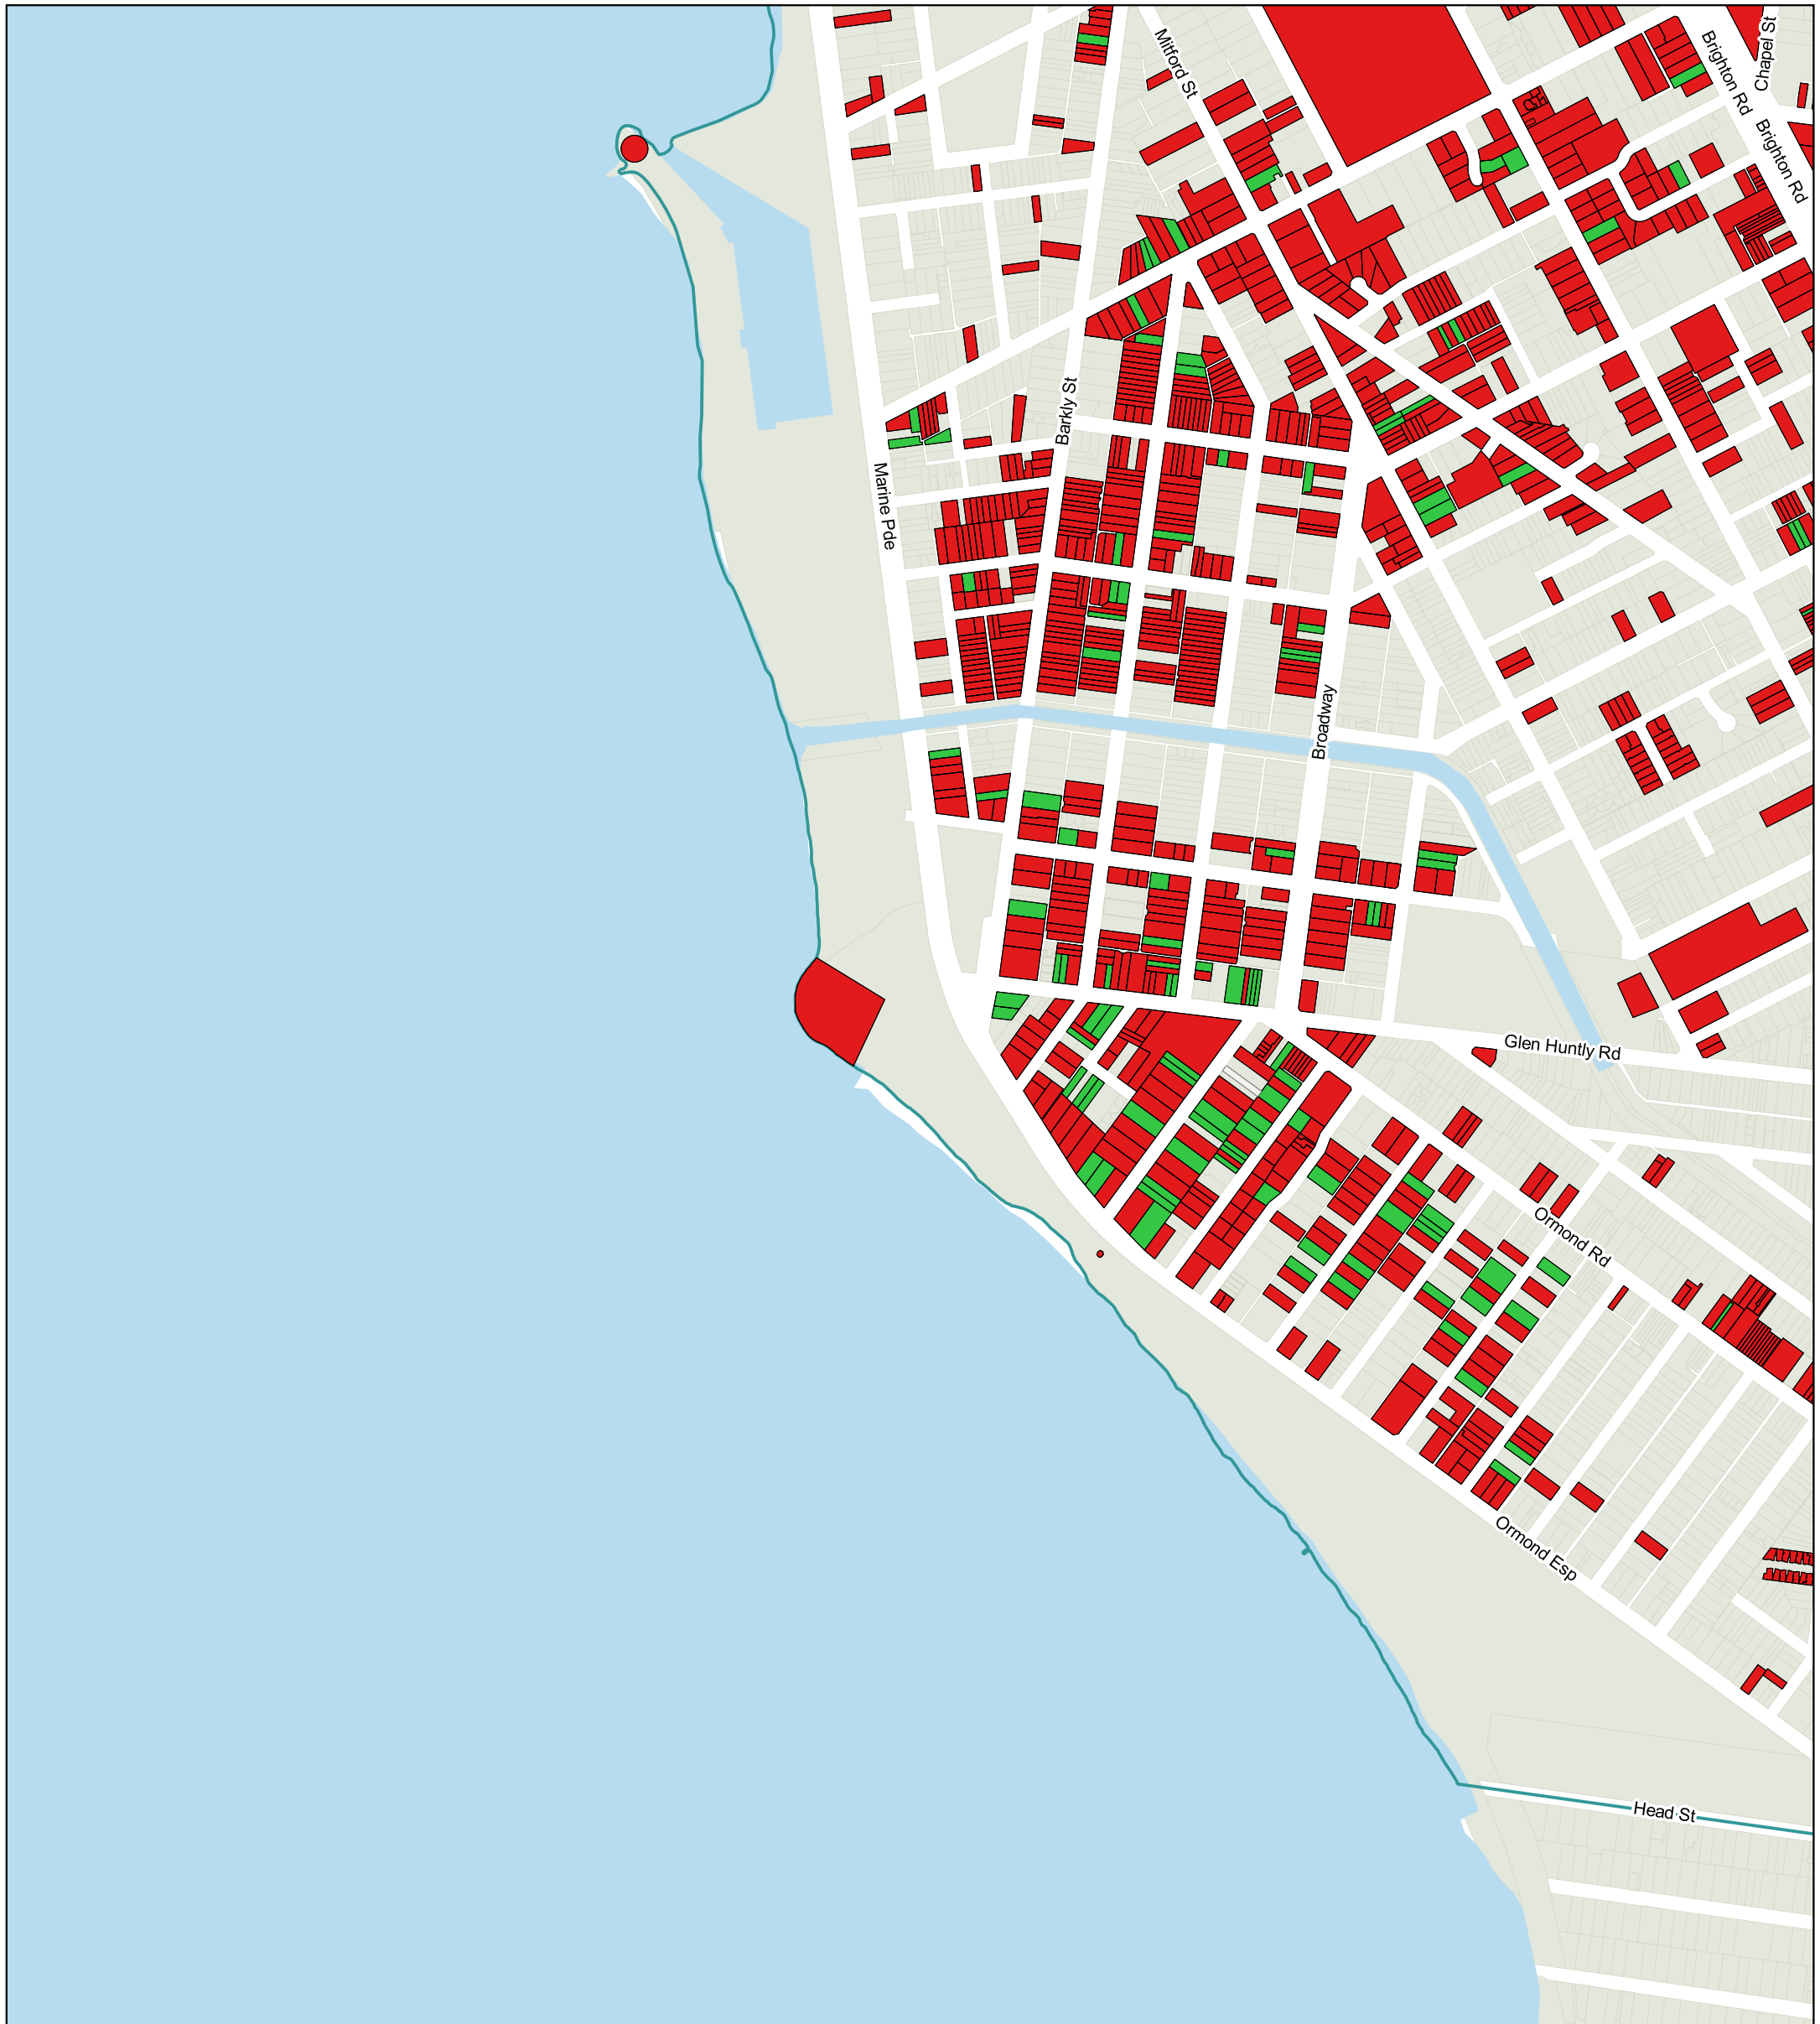 Mitford St
Brighton Rd
Chapel St
Brighton Rd
Barkly St
Marine Pde
Broadway
Glen Huntly Rd
Ormond Rd
Ormond Esp
Head St